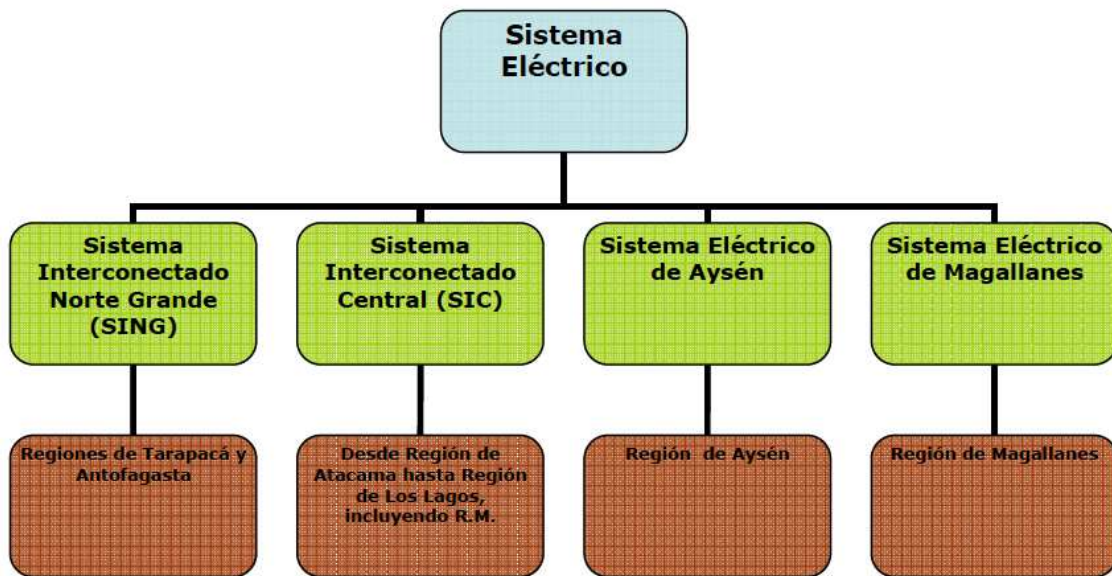 Sistema
Eléctrico
Sistema
Interconectado
Norte Grande
(SING)
Sistema
Interconectado
Central (SIC)
Sistema Eléctrico
de Aysén
Sistema Eléctrico
de Magallanes
Regiones de Tarapacá y
Antofagasta
Desde Región de
Atacama hasta Región
de Los Lagos,
incluyendo R.M.
Región de Aysén
Región de Magallanes